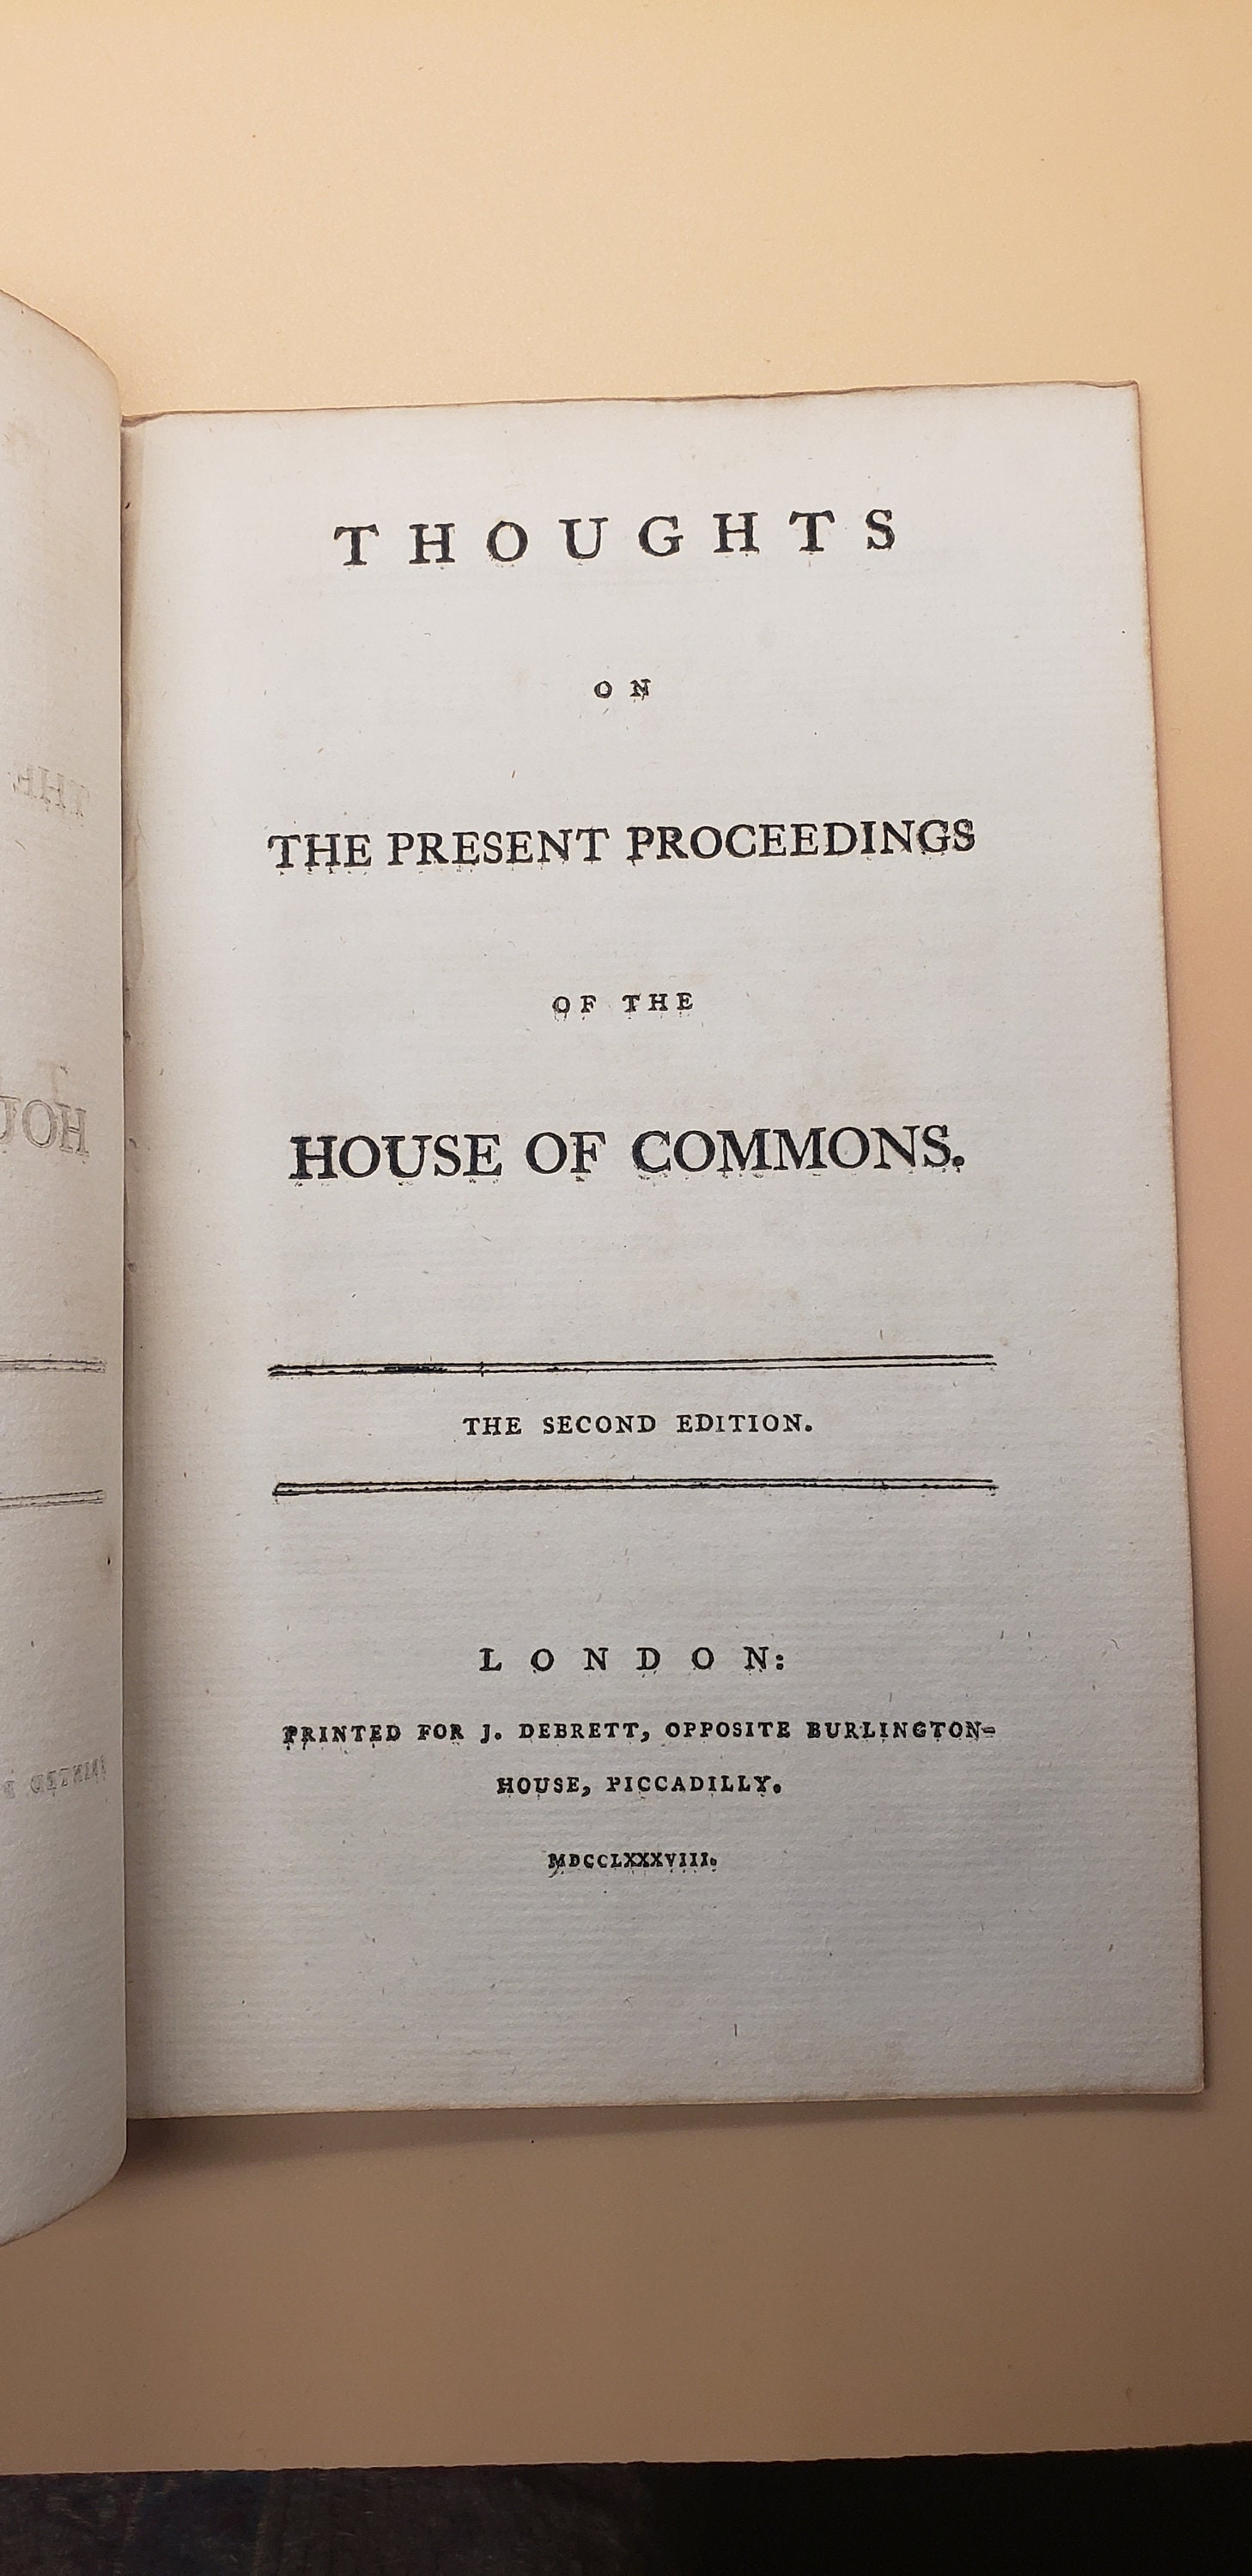 THOUGHTS
ON
THE PRESENT PROCEEDINGS
OF THE
HOUSE OF COMMONS.
THE SECOND EDITION.
LONDON:
PRINTED FOR J. DEBRETT, OPPOSITE BURLINGTON-
HOUSE, PICCADILLY.
MDCCLXXXVIII.